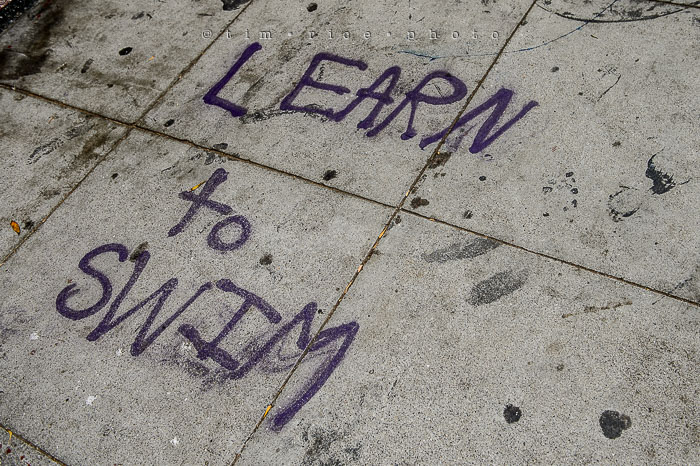 © tim • rice • photo •
LEARN
to
SWIM